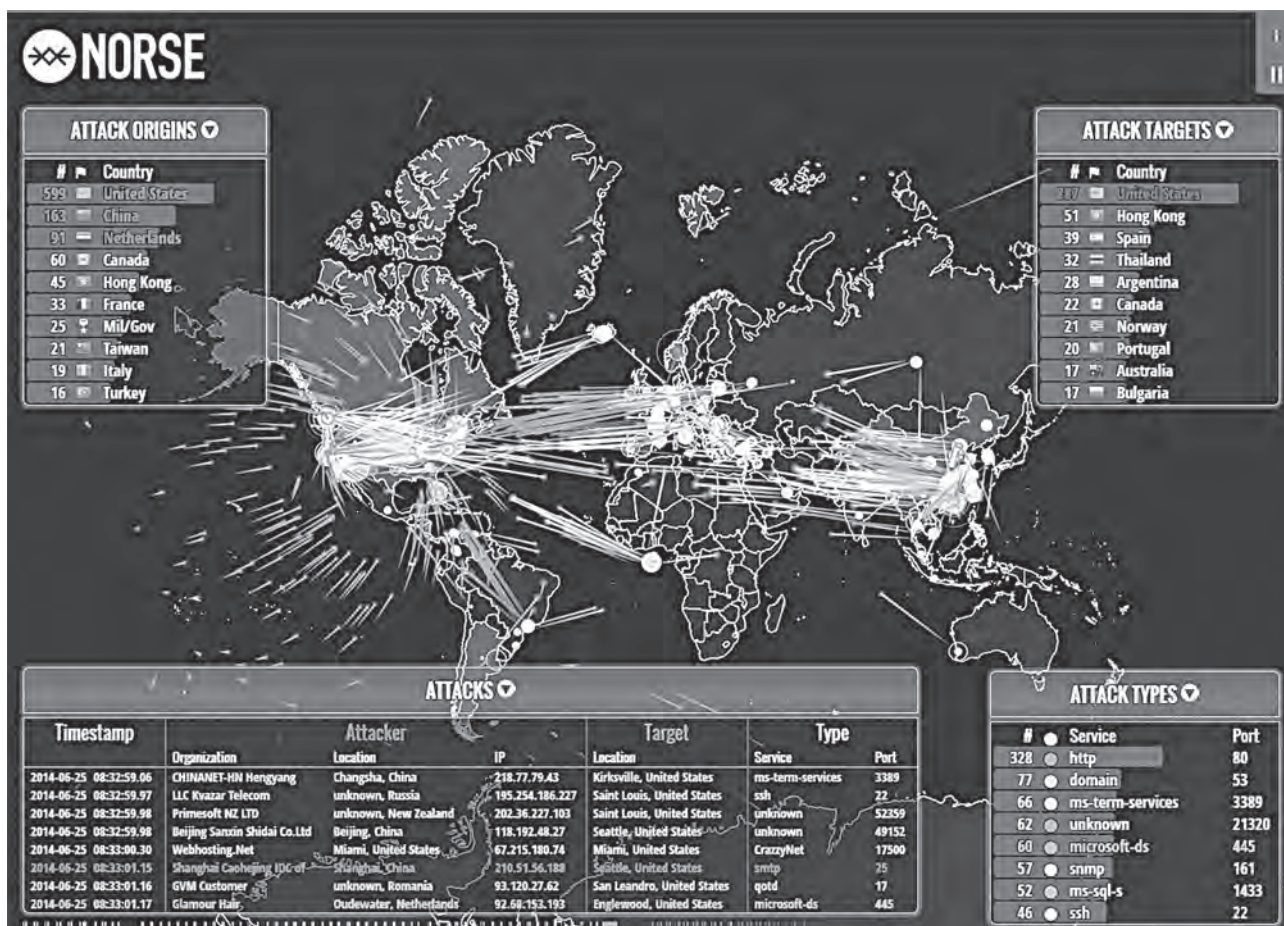 NORSE
ATTACK ORIGINS
# Country
599 United States
163 China
91 Netherlands
60 Canada
45 Hong Kong
33 France
25 Mil/Gov
21 Taiwan
19 Italy
16 Turkey
ATTACK TARGETS
# Country
287 United States
51 Hong Kong
39 Spain
32 Thailand
28 Argentina
22 Canada
21 Norway
20 Portugal
17 Australia
17 Bulgaria
ATTACKS
Timestamp Attacker Target Type
Organization Location IP Location Service Port
2014-06-25 08:32:59.06 CHINANET-HN Hengyang Changsha, China 218.77.79.43 Kirksville, United States ms-term-services 3389
2014-06-25 08:32:59.97 LLC Kvazar Telecom unknown, Russia 195.254.186.227 Saint Louis, United States ssh 22
2014-06-25 08:32:59.98 Primesoft NZ LTD unknown, New Zealand 202.36.227.103 Saint Louis, United States unknown 52359
2014-06-25 08:32:59.98 Beijing Sanxin Shidai Co.Ltd Beijing, China 118.192.48.27 Seattle, United States unknown 49152
2014-06-25 08:33:00.30 Webhosting.Net Miami, United States 67.215.180.74 Miami, United States CrazzyNet 17500
2014-06-25 08:33:01.15 Shanghai Caohejing IDC of Shanghai, China 210.51.56.188 Seattle, United States smtp 25
2014-06-25 08:33:01.16 GVM Customer unknown, Romania 93.120.27.62 San Leandro, United States qotd 17
2014-06-25 08:33:01.17 Glamour Hair Oudewater, Netherlands 92.60.153.193 Englewood, United States microsoft-ds 445
ATTACK TYPES
# Service Port
328 http 80
77 domain 53
66 ms-term-services 3389
62 unknown 21320
60 microsoft-ds 445
57 snmp 161
52 ms-sql-s 1433
46 ssh 22